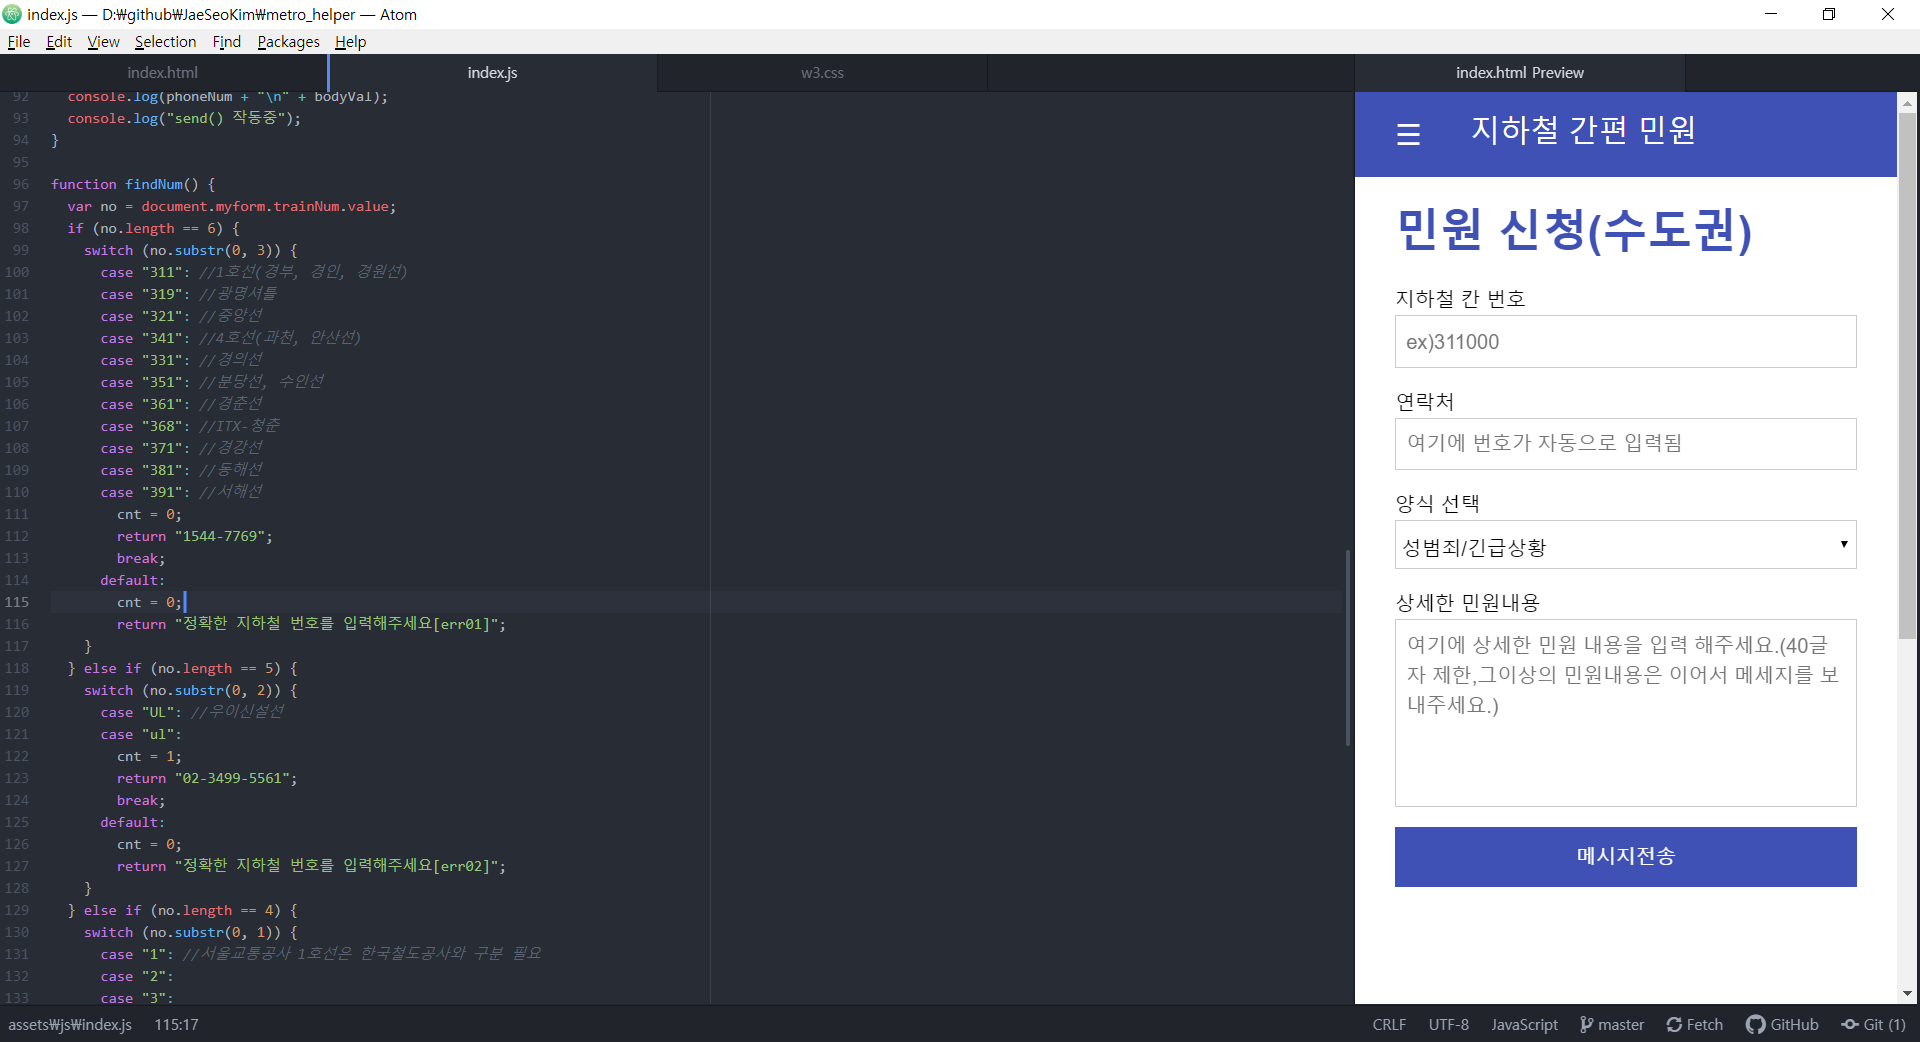 index.js — D:₩github₩JaeSeoKim₩metro_helper — Atom
File Edit View Selection Find Packages Help
index.html index.js w3.css index.html Preview
92 console.log(phoneNum + "\n" + bodyVal);
93 console.log("send() 작동중");
94 }
95
96 function findNum() {
97 var no = document.myform.trainNum.value;
98 if (no.length == 6) {
99 switch (no.substr(0, 3)) {
100 case "311": //1호선(경부, 경인, 경원선)
101 case "319": //광명셔틀
102 case "321": //중앙선
103 case "341": //4호선(과천, 안산선)
104 case "331": //경의선
105 case "351": //분당선, 수인선
106 case "361": //경춘선
107 case "368": //ITX-청춘
108 case "371": //경강선
109 case "381": //동해선
110 case "391": //서해선
111 cnt = 0;
112 return "1544-7769";
113 break;
114 default:
115 cnt = 0;
116 return "정확한 지하철 번호를 입력해주세요[err01]";
117 }
118 } else if (no.length == 5) {
119 switch (no.substr(0, 2)) {
120 case "UL": //우이신설선
121 case "ul":
122 cnt = 1;
123 return "02-3499-5561";
124 break;
125 default:
126 cnt = 0;
127 return "정확한 지하철 번호를 입력해주세요[err02]";
128 }
129 } else if (no.length == 4) {
130 switch (no.substr(0, 1)) {
131 case "1": //서울교통공사 1호선은 한국철도공사와 구분 필요
132 case "2":
133 case "3":
☰ 지하철 간편 민원
민원 신청(수도권)
지하철 칸 번호
ex)311000
연락처
여기에 번호가 자동으로 입력됨
양식 선택
성범죄/긴급상황
상세한 민원내용
여기에 상세한 민원 내용을 입력 해주세요.(40글
자 제한,그이상의 민원내용은 이어서 메세지를 보
내주세요.)
메시지전송
assets₩js₩index.js 115:17 CRLF UTF-8 JavaScript master Fetch GitHub Git (1)